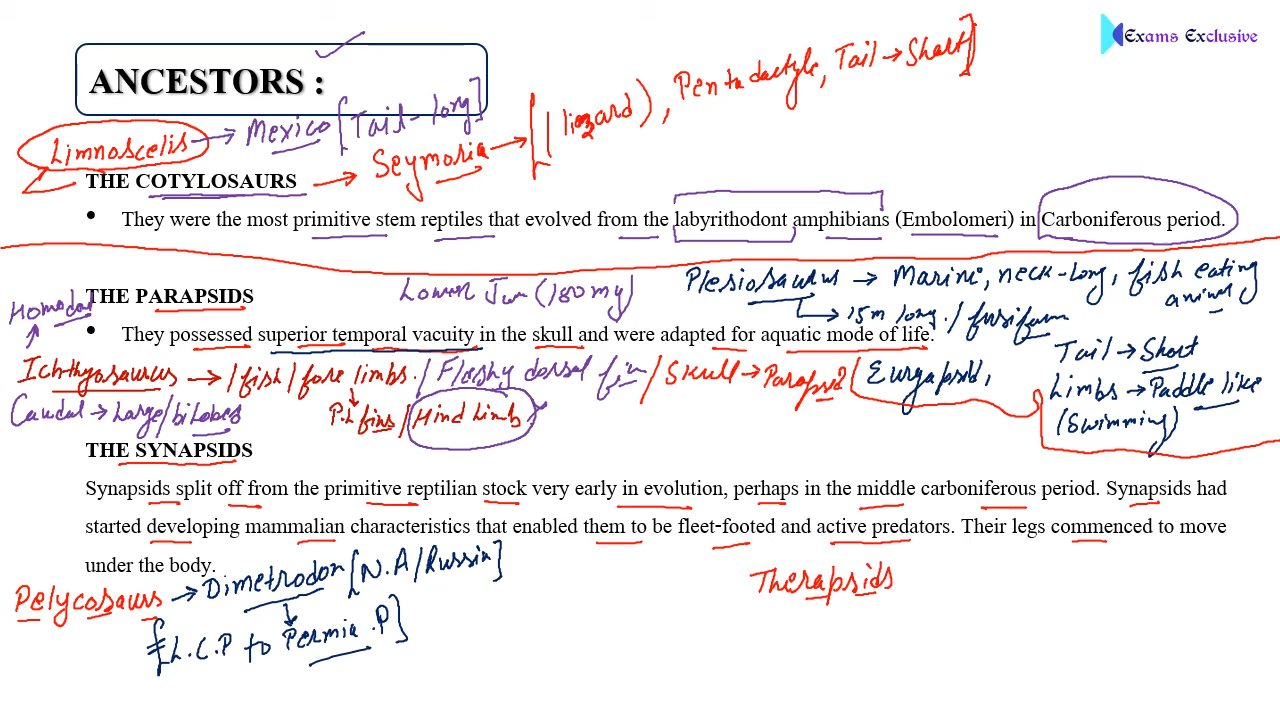 Exams Exclusive
ANCESTORS :
Limnoscelis → Mexico [Tail - long]
Seymoria → [ | liezard), Pentadactyle, Tail → Short]
THE COTYLOSAURS
• They were the most primitive stem reptiles that evolved from the labyrithodont amphibians (Embolomeri) in Carboniferous period.
Plesiosaurus → Marine, neck-long, fish eating animal
→ 15m long / fusiform
Tail → Short
Limbs → Paddle like
(Swimming)
THE PARAPSIDS
Lower Jur (180 my)
Homodont
• They possessed superior temporal vacuity in the skull and were adapted for aquatic mode of life.
Ichthyosaurus → / fish / fore limbs. / Flashy dorsal fin / Skull → Parapsid (Euryapsid,
P.L fins / Hind Limb
Caudal → Large/bilobes
THE SYNAPSIDS
Synapsids split off from the primitive reptilian stock very early in evolution, perhaps in the middle carboniferous period. Synapsids had
started developing mammalian characteristics that enabled them to be fleet-footed and active predators. Their legs commenced to move
under the body.
Pelycosaurs → Dimetrodon [N.A/Russia]
[L.C.P to Permia .P]
Therapsids